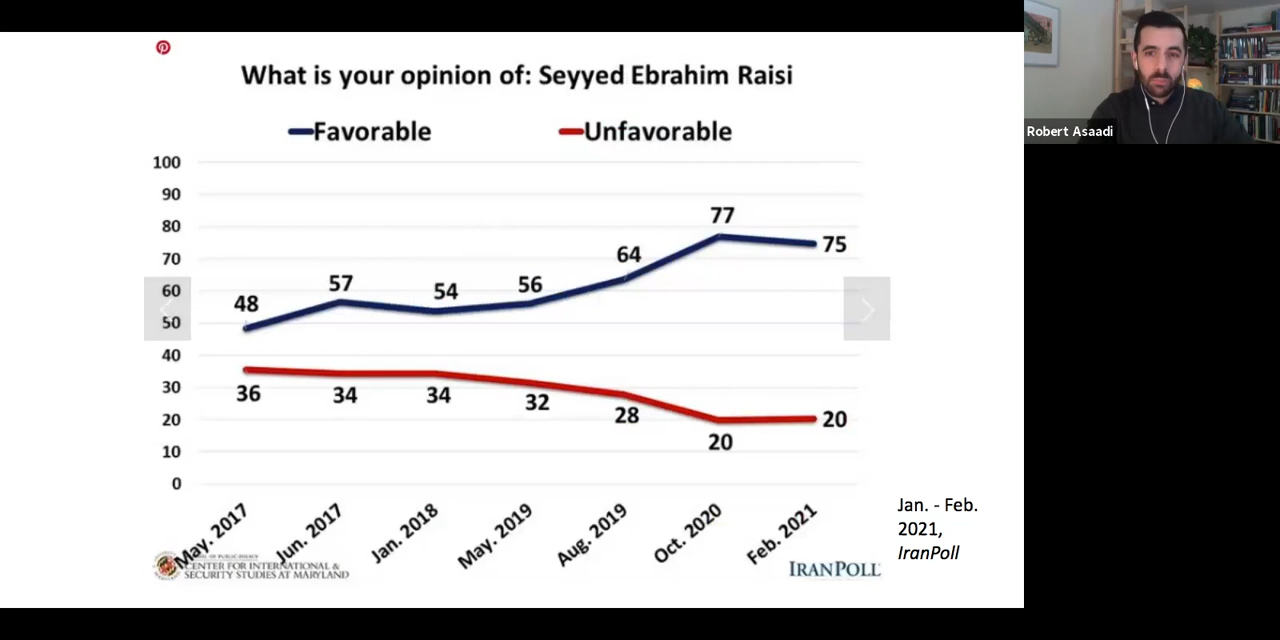 What is your opinion of: Seyyed Ebrahim Raisi
Favorable
Unfavorable
100
90
80
70
60
50
40
30
20
10
0
48
57
54
56
64
77
75
36
34
34
32
28
20
20
May. 2017
Jun. 2017
Jan. 2018
May. 2019
Aug. 2019
Oct. 2020
Feb. 2021
CENTER FOR INTERNATIONAL &
SECURITY STUDIES AT MARYLAND
IRANPOLL
Jan. - Feb.
2021,
IranPoll
Robert Asaadi